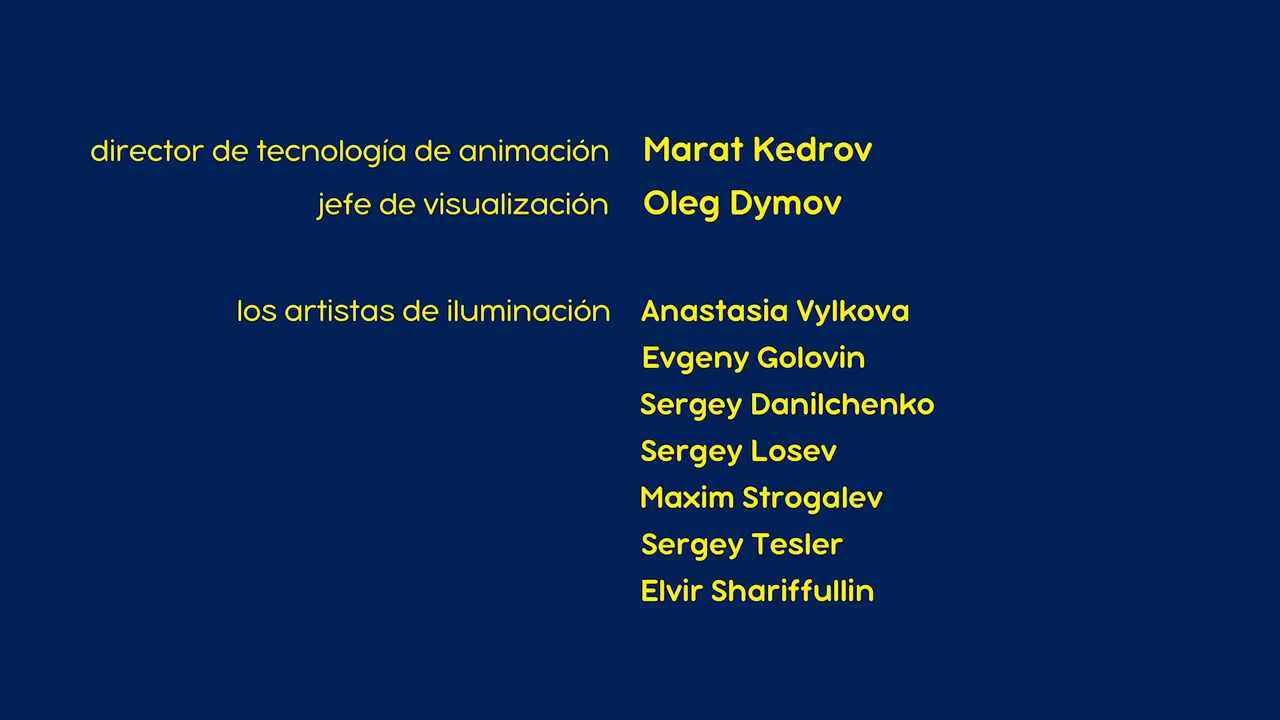 director de tecnología de animación Marat Kedrov
jefe de visualización Oleg Dymov
los artistas de iluminación Anastasia Vylkova
Evgeny Golovin
Sergey Danilchenko
Sergey Losev
Maxim Strogalev
Sergey Tesler
Elvir Shariffullin